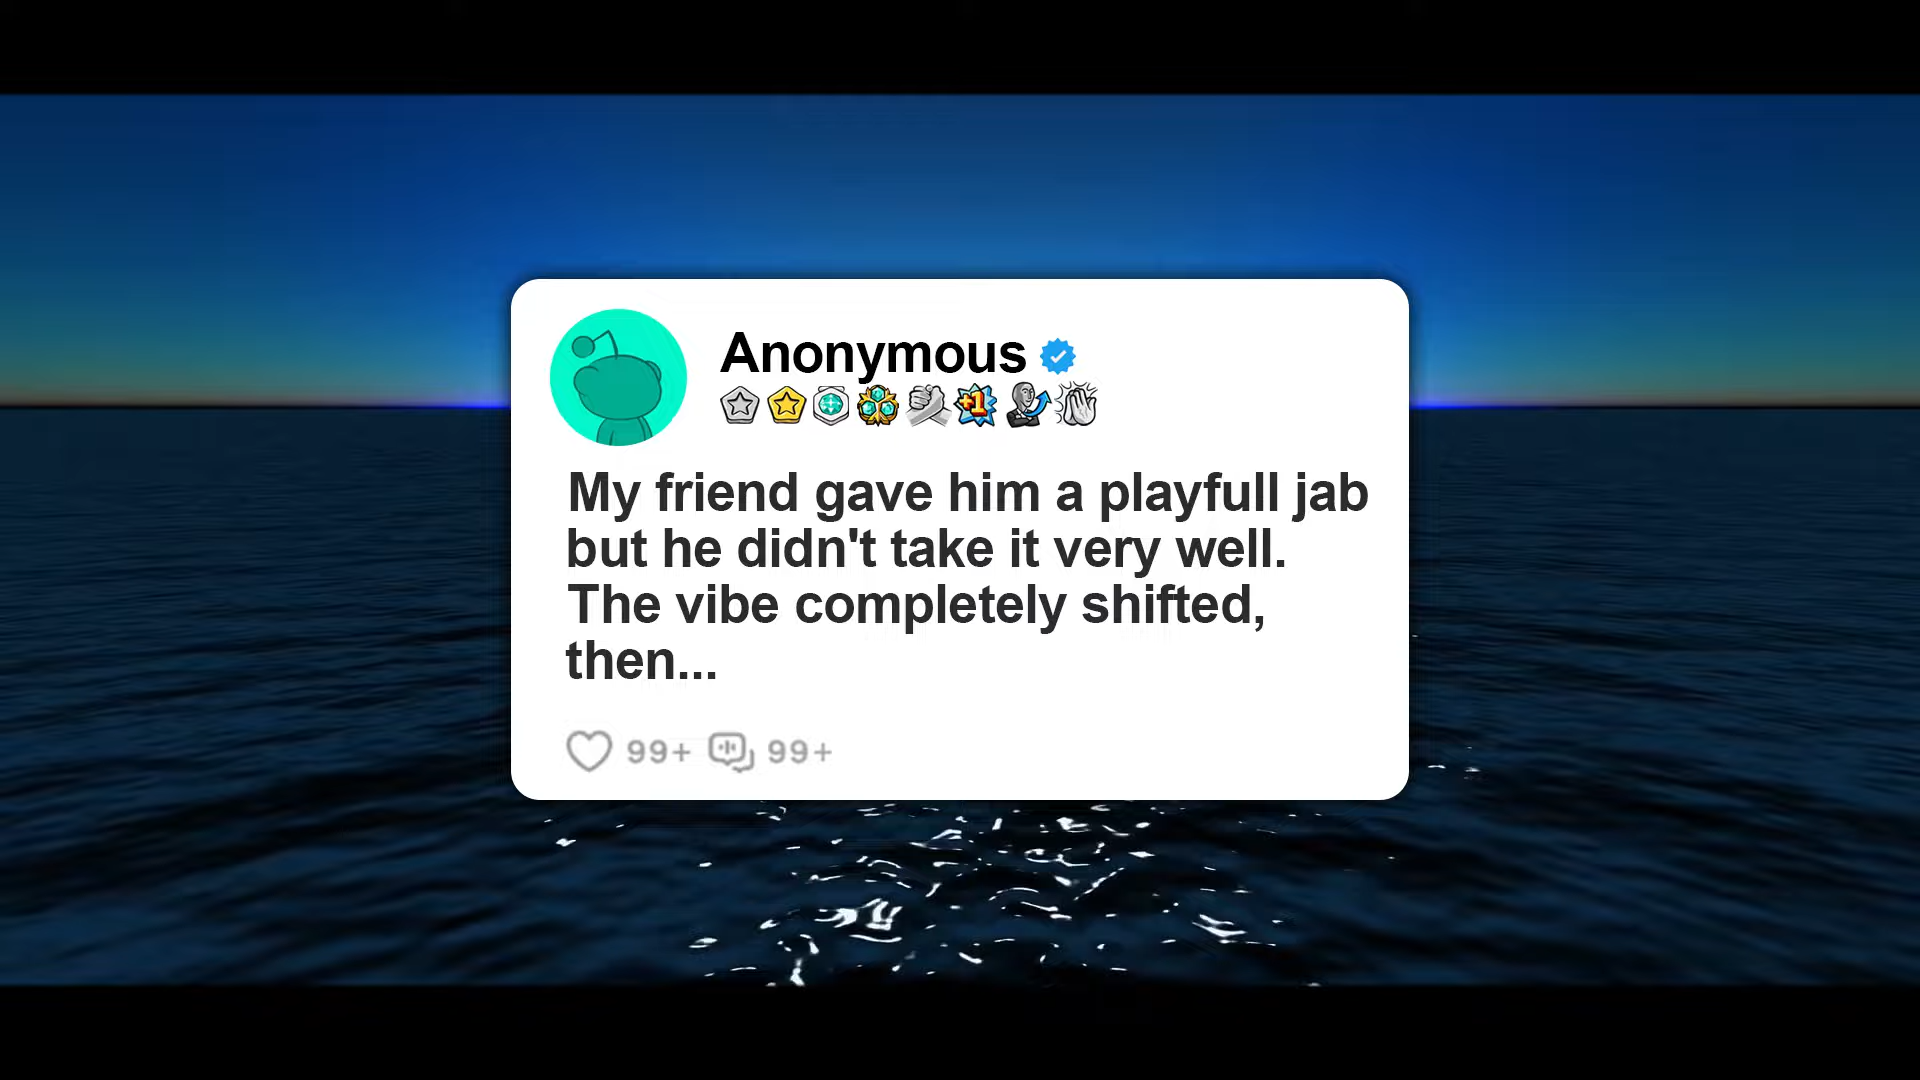 Anonymous
+1
My friend gave him a playfull jab
but he didn't take it very well.
The vibe completely shifted,
then...
99+ 99+